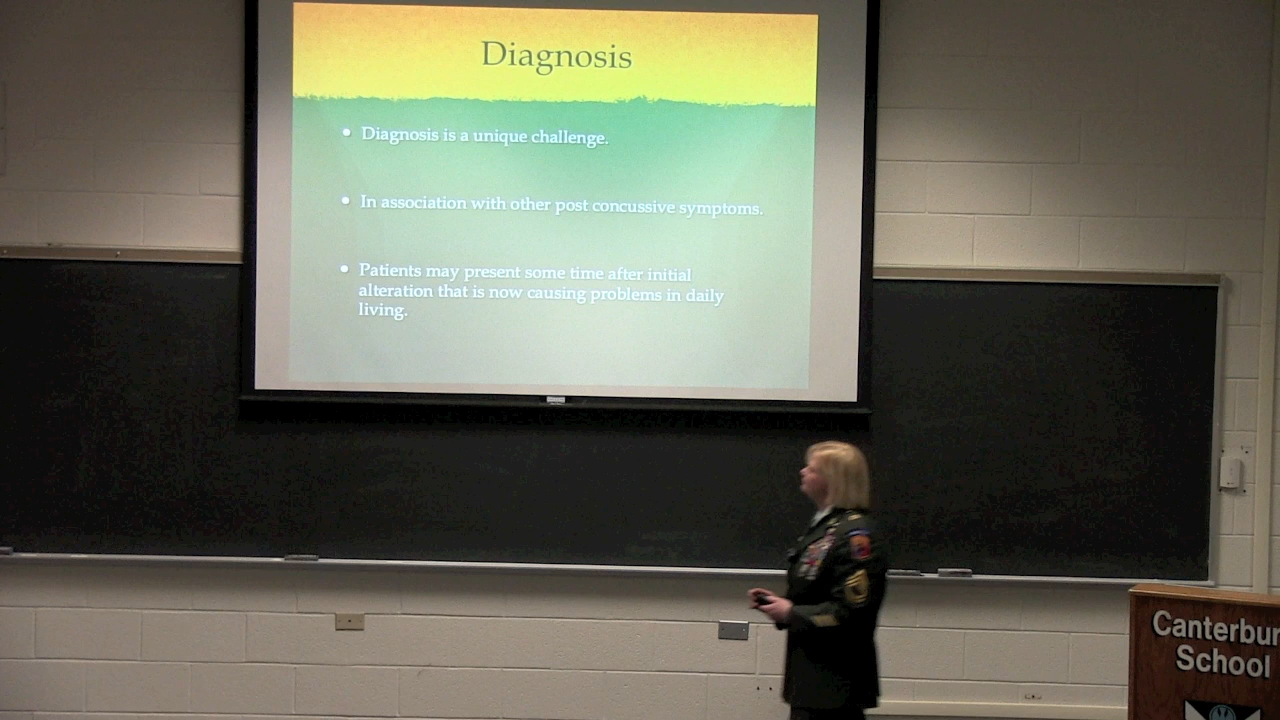 Diagnosis
• Diagnosis is a unique challenge.
• In association with other post concussive symptoms.
• Patients may present some time after initial
alteration that is now causing problems in daily
living.
Canterbur
School